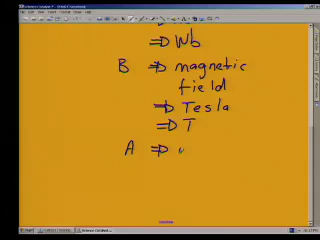 ⇒ Wb
B ⇒ magnetic
field
⇒ Tesla
⇒ T
A ⇒